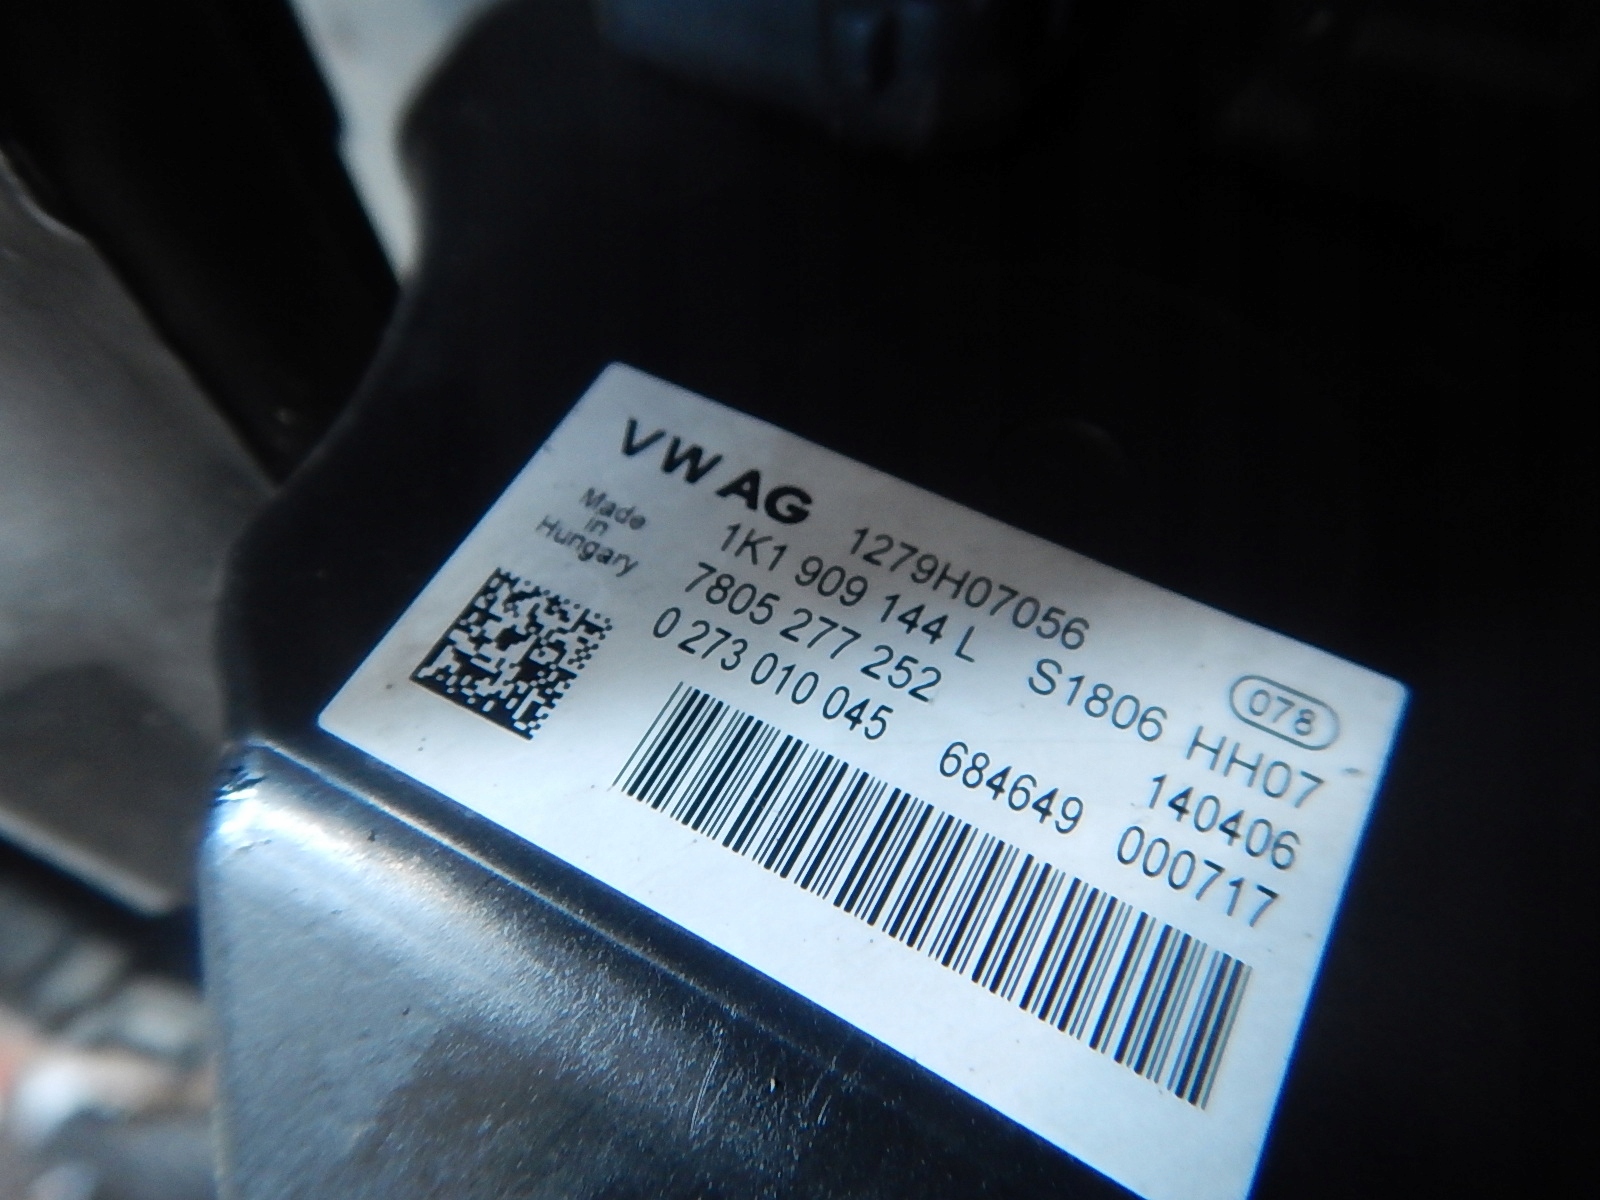 VW AG 1279H07056 078
Made in Hungary
1K1 909 144 L S1806 HH07
7805 277 252 140406
0 273 010 045 684649 000717